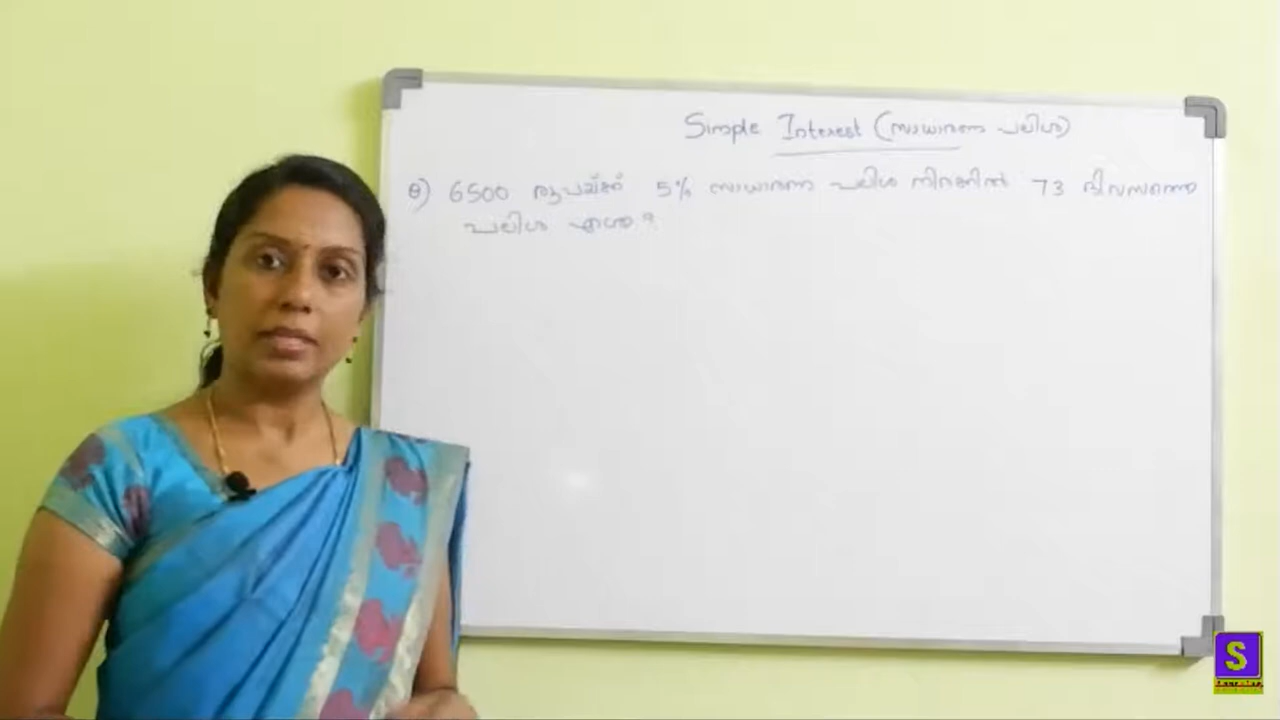 Simple Interest (സാധാരണ പലിശ)
6500 രൂപയ്ക്ക് 5% സാധാരണ പലിശ നിരക്കിൽ 73 ദിവസത്തെ
പലിശ എത്ര?
S